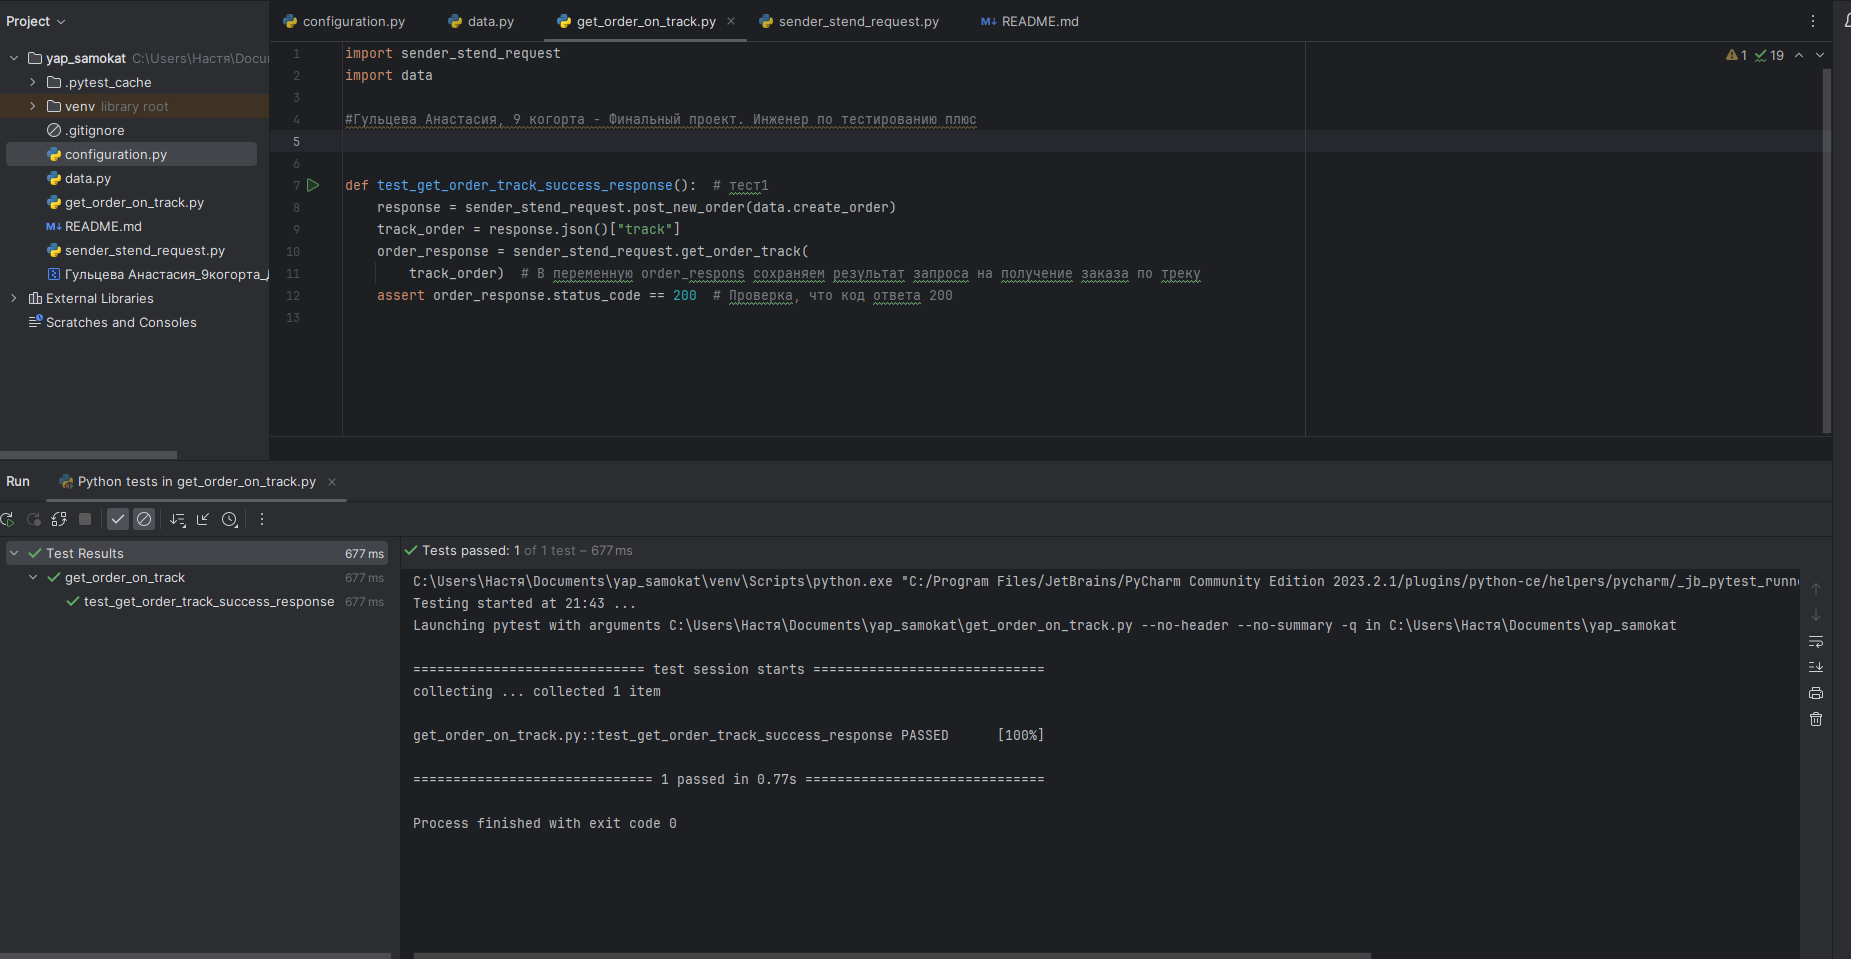 Project
configuration.py
data.py
get_order_on_track.py
sender_stend_request.py
README.md
yap_samokat C:\Users\Настя\Docu
.pytest_cache
venv library root
.gitignore
configuration.py
data.py
get_order_on_track.py
README.md
sender_stend_request.py
Гульцева Анастасия_9когорта_
External Libraries
Scratches and Consoles
1 19
1 import sender_stend_request
2 import data
3
4 #Гульцева Анастасия, 9 когорта - Финальный проект. Инженер по тестированию плюс
5
6
7 def test_get_order_track_success_response():  # тест1
8 response = sender_stend_request.post_new_order(data.create_order)
9 track_order = response.json()["track"]
10 order_response = sender_stend_request.get_order_track(
11 track_order)  # В переменную order_respons сохраняем результат запроса на получение заказа по треку
12 assert order_response.status_code == 200  # Проверка, что код ответа 200
13
Run
Python tests in get_order_on_track.py
Test Results 677 ms
get_order_on_track 677 ms
test_get_order_track_success_response 677 ms
Tests passed: 1 of 1 test – 677 ms
C:\Users\Настя\Documents\yap_samokat\venv\Scripts\python.exe "C:/Program Files/JetBrains/PyCharm Community Edition 2023.2.1/plugins/python-ce/helpers/pycharm/_jb_pytest_runne
Testing started at 21:43 ...
Launching pytest with arguments C:\Users\Настя\Documents\yap_samokat\get_order_on_track.py --no-header --no-summary -q in C:\Users\Настя\Documents\yap_samokat
============================= test session starts =============================
collecting ... collected 1 item
get_order_on_track.py::test_get_order_track_success_response PASSED [100%]
============================== 1 passed in 0.77s ==============================
Process finished with exit code 0